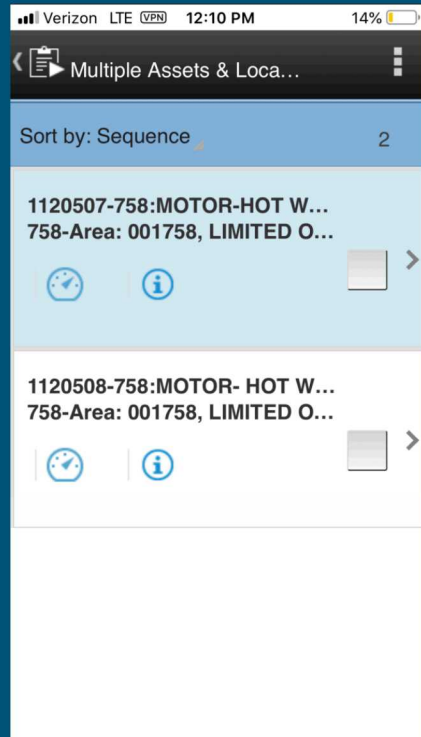 Verizon LTE VPN 12:10 PM 14%
Multiple Assets & Loca...
Sort by: Sequence 2
1120507-758:MOTOR-HOT W...
758-Area: 001758, LIMITED O...
1120508-758:MOTOR- HOT W...
758-Area: 001758, LIMITED O...